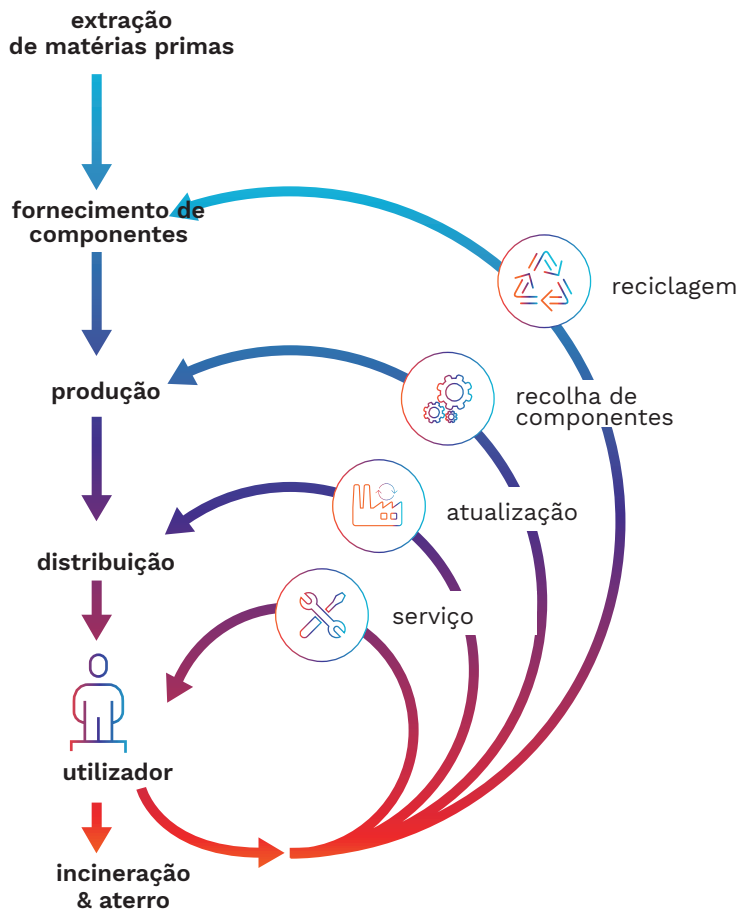 extração
de matérias primas
fornecimento de
componentes
reciclagem
produção
recolha de
componentes
atualização
distribuição
serviço
utilizador
incineração
& aterro